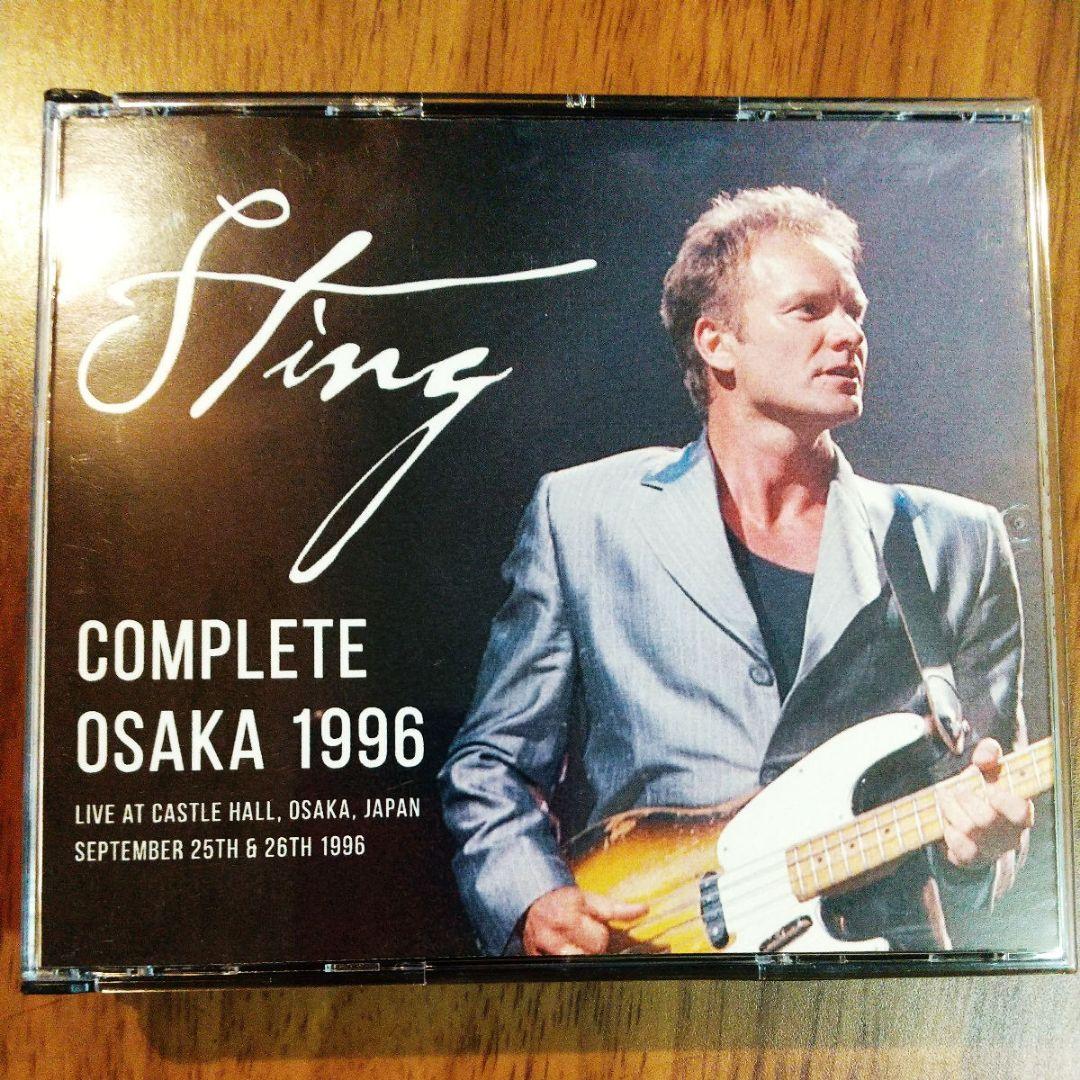 Sting
COMPLETE
OSAKA 1996
LIVE AT CASTLE HALL, OSAKA, JAPAN
SEPTEMBER 25TH & 26TH 1996